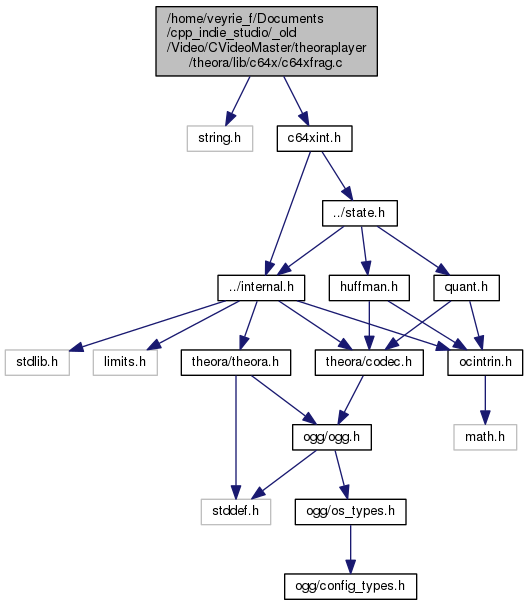 /home/veyrie_f/Documents
/cpp_indie_studio/_old
/Video/CVideoMaster/theoraplayer
/theora/lib/c64x/c64xfrag.c
string.h
c64xint.h
../state.h
../internal.h
huffman.h
quant.h
stdlib.h
limits.h
theora/theora.h
theora/codec.h
ocintrin.h
ogg/ogg.h
math.h
stddef.h
ogg/os_types.h
ogg/config_types.h